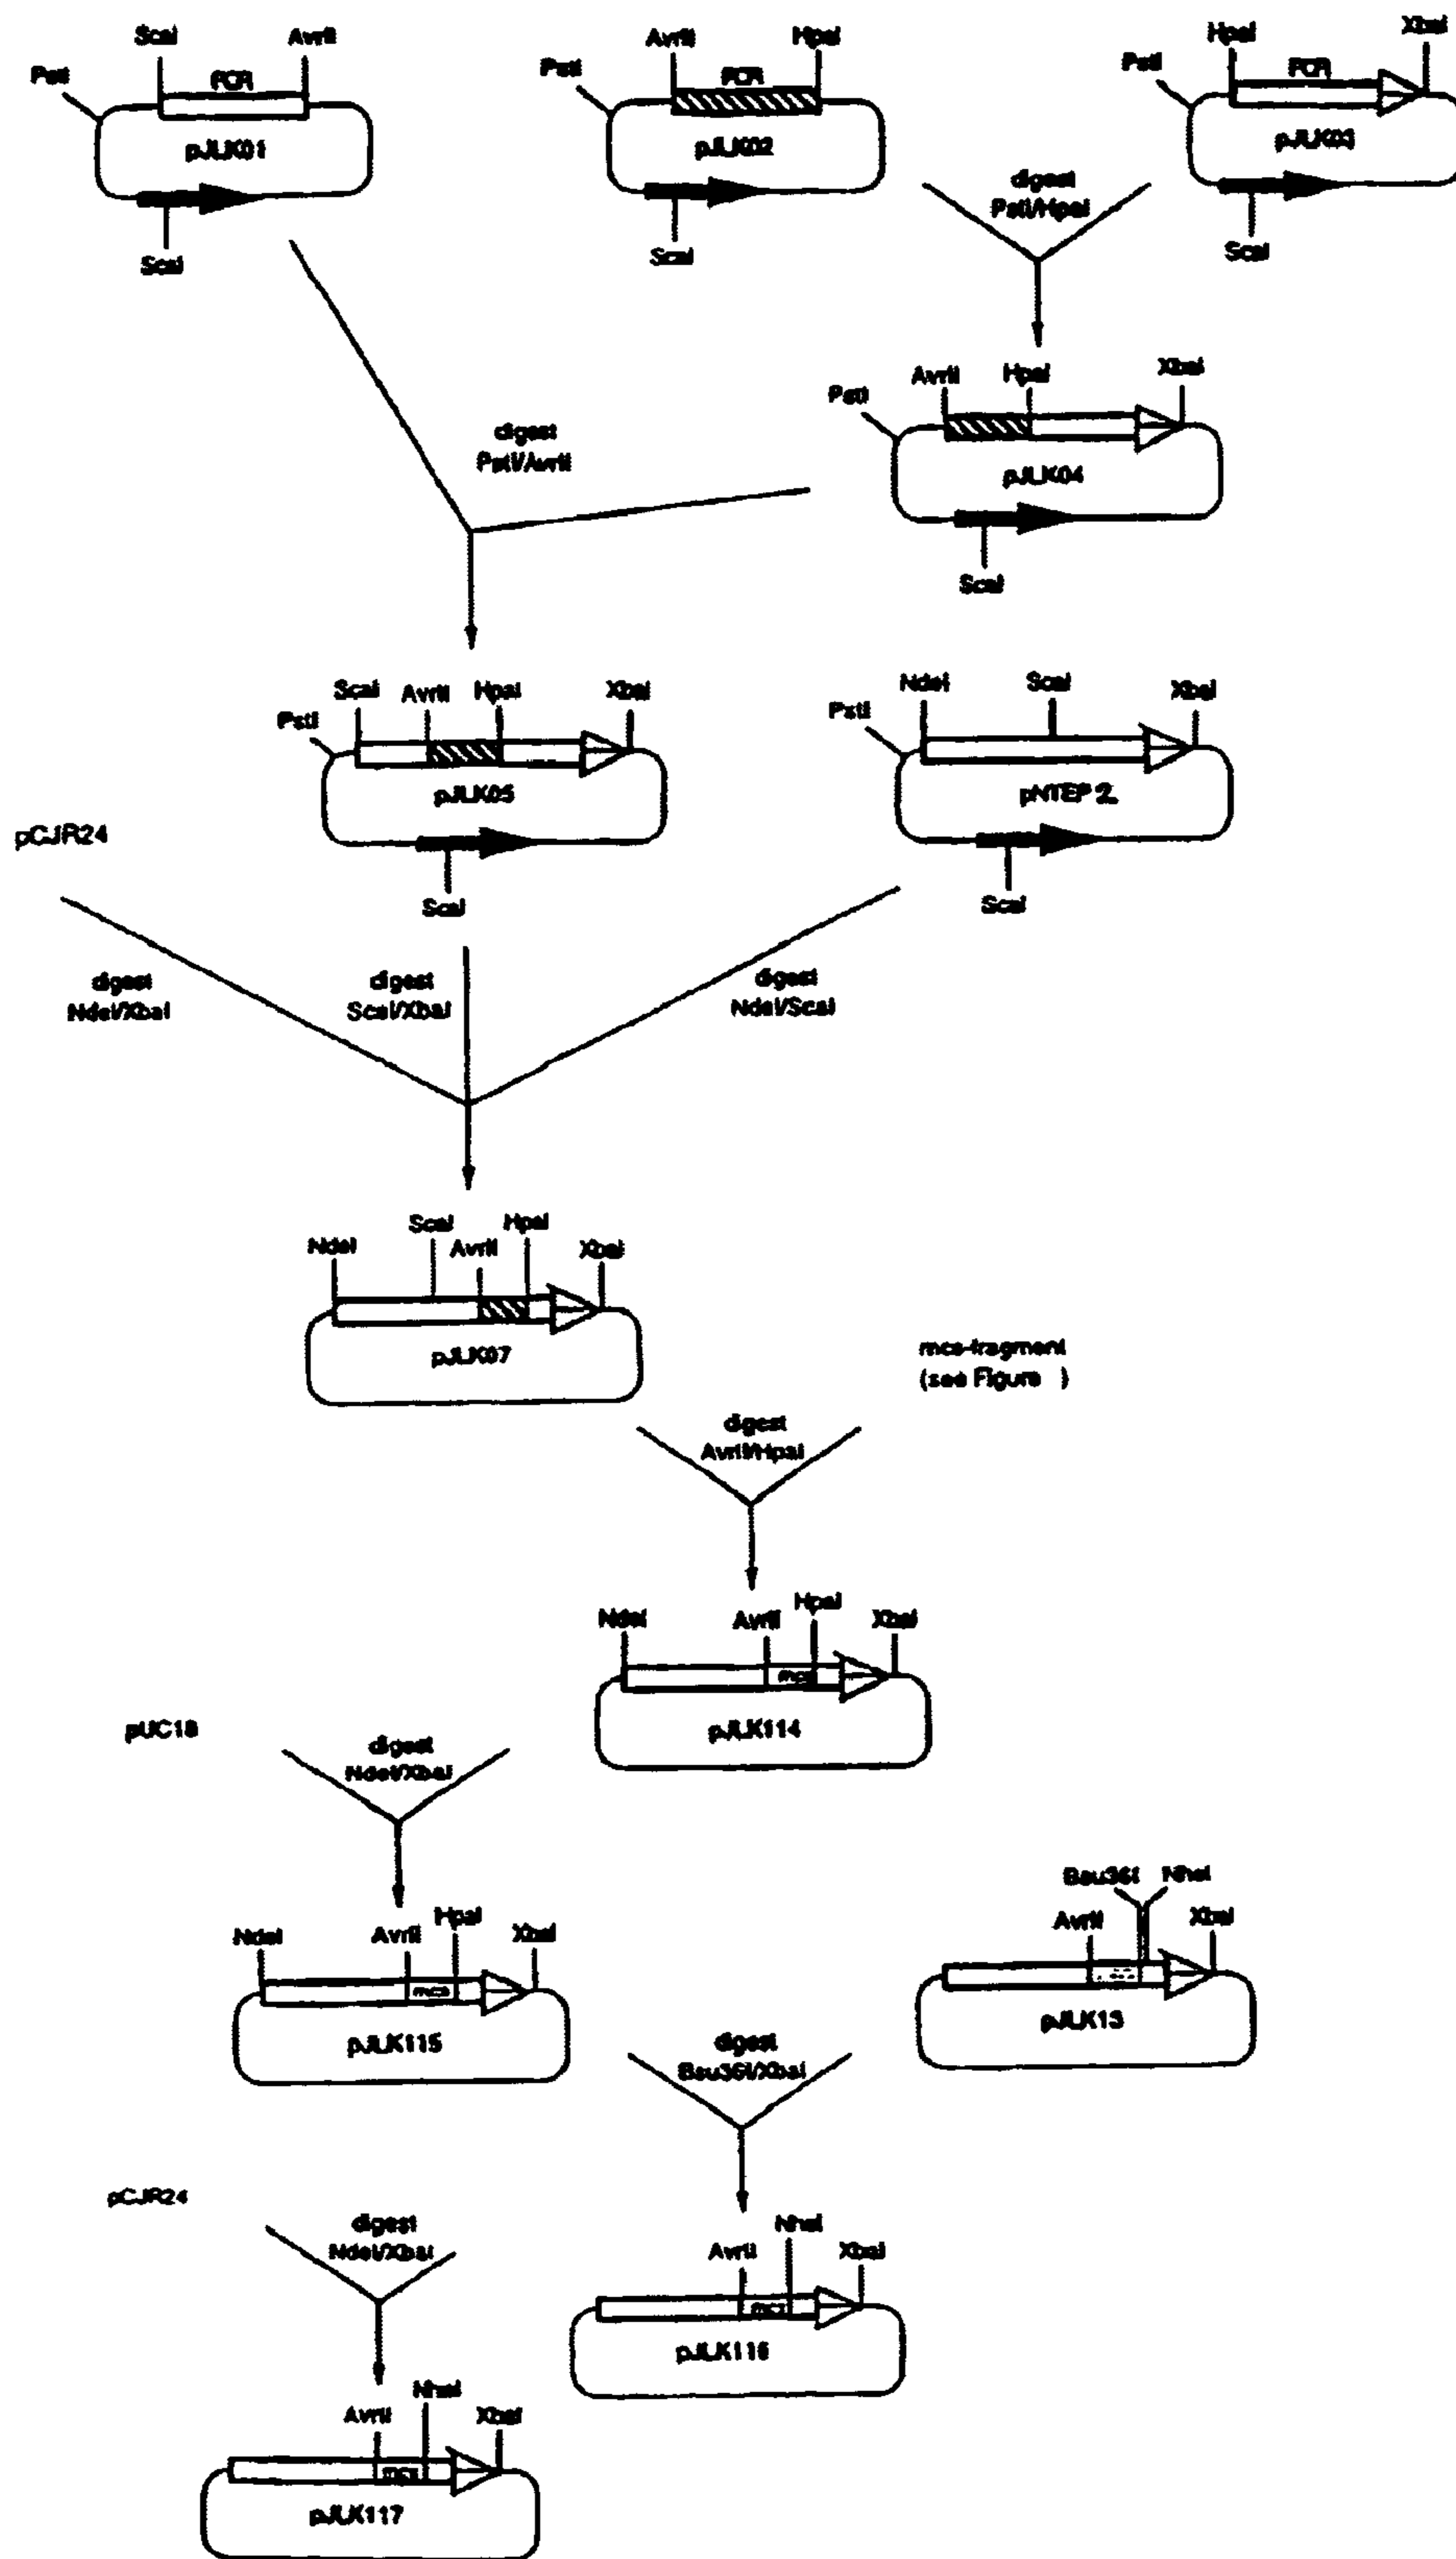 ScaI
AvrII
PstI
PCR
pJLK01
ScaI
AvrII
HpaI
PstI
PCR
pJLK02
ScaI
HpaI
XbaI
PstI
PCR
pJLK03
ScaI
digest
PstI/HpaI
AvrII
HpaI
XbaI
PstI
pJLK04
ScaI
digest
PstI/AvrII
ScaI
AvrII
HpaI
XbaI
PstI
pJLK05
ScaI
NdeI
ScaI
XbaI
PstI
pNTEP2
ScaI
pCJR24
digest
NdeI/XbaI
digest
ScaI/XbaI
digest
NdeI/ScaI
NdeI
ScaI
AvrII
HpaI
XbaI
pJLK07
mcs-fragment
(see Figure )
digest
AvrII/HpaI
NdeI
AvrII
HpaI
XbaI
mcs
pJLK114
pUC18
digest
NdeI/XbaI
NdeI
AvrII
HpaI
XbaI
mcs
pJLK115
Bsu36I
NheI
AvrII
XbaI
pJLK13
digest
Bsu36I/XbaI
pCJR24
digest
NdeI/XbaI
AvrII
NheI
XbaI
mcs
pJLK116
AvrII
NheI
XbaI
mcs
pJLK117